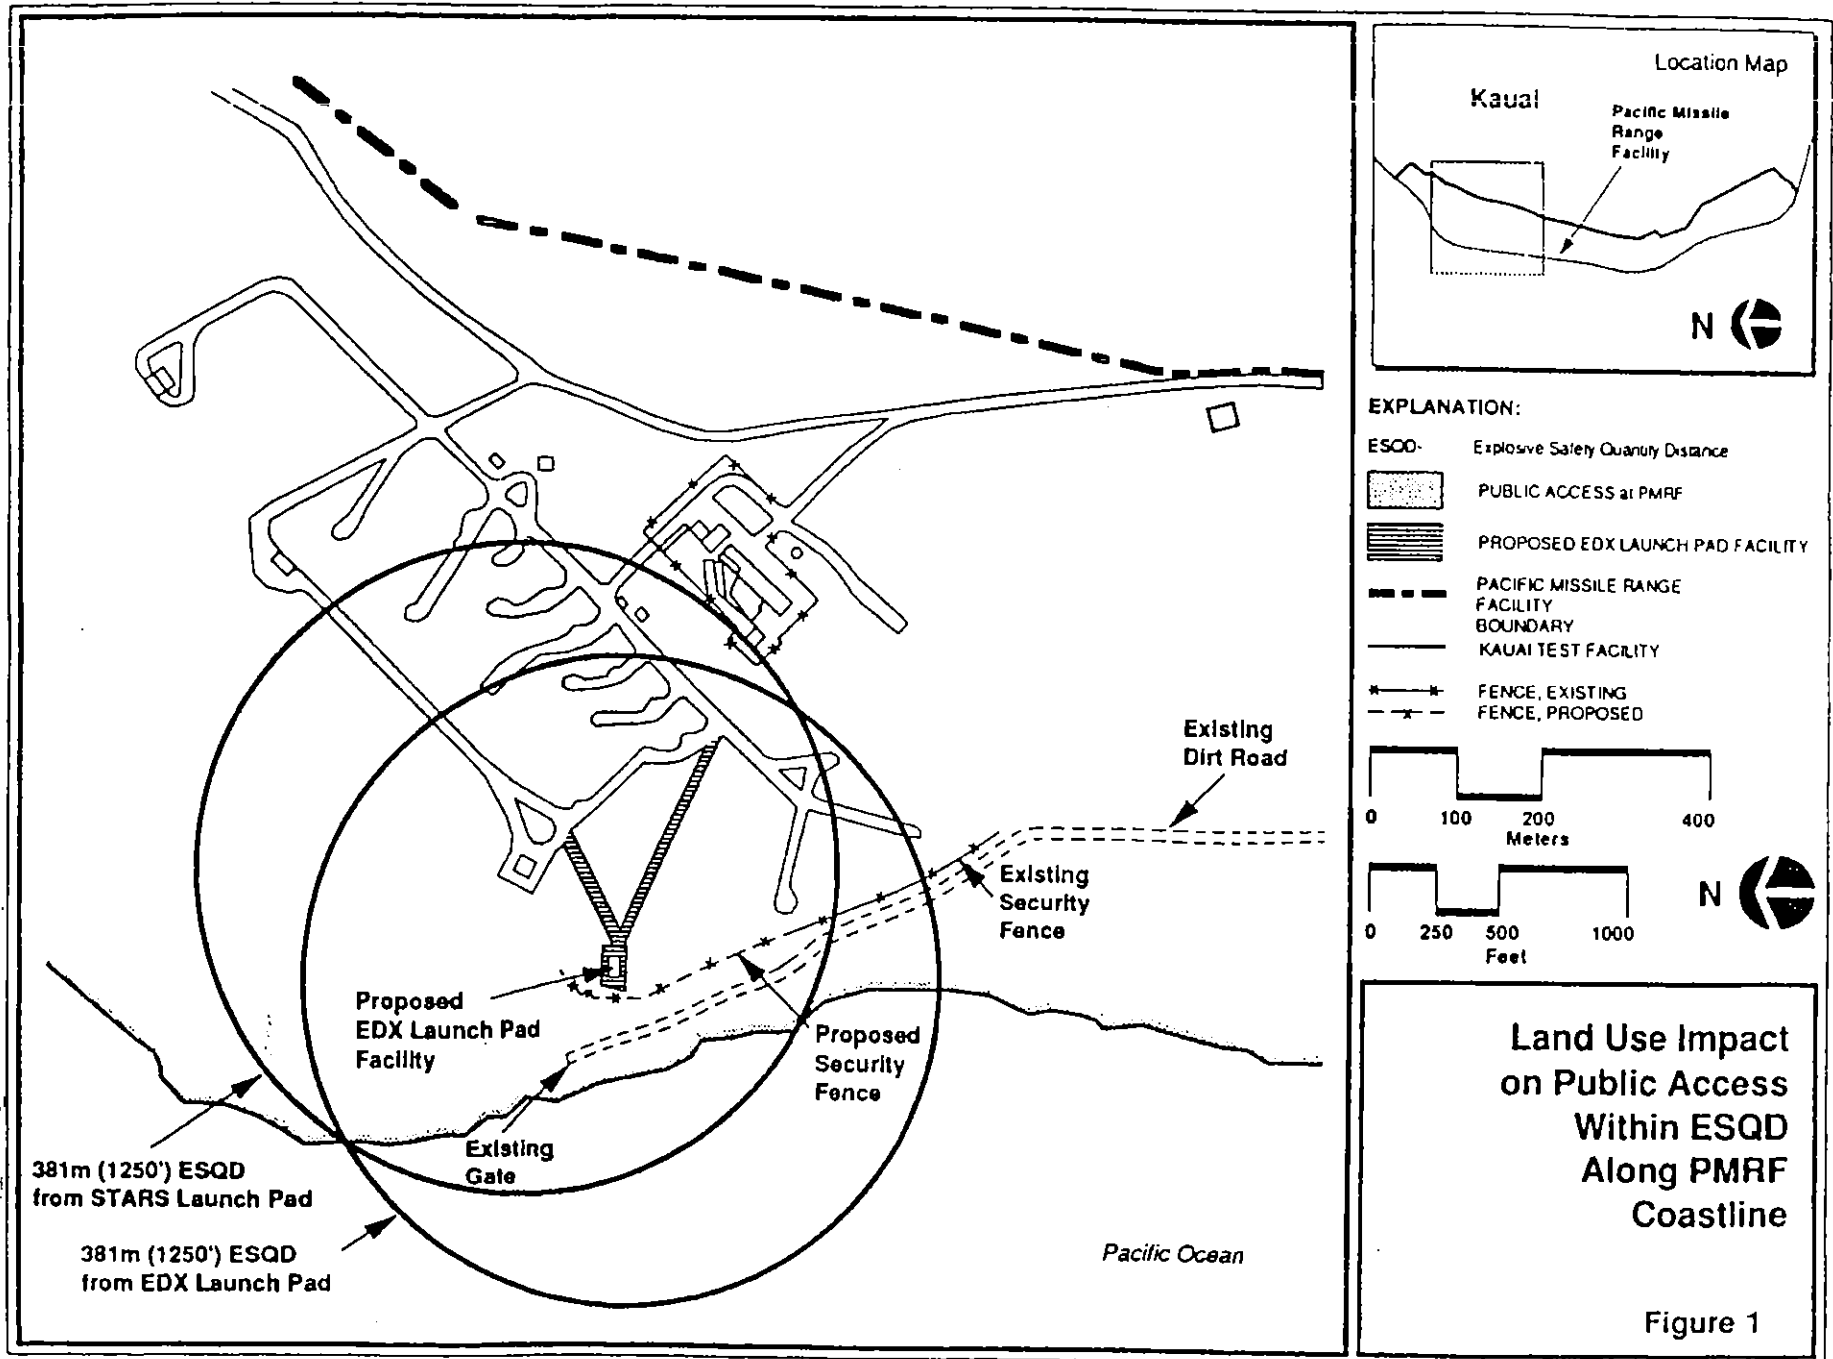 Location Map
Kauai
Pacific Missile
Range
Facility
N
EXPLANATION:
ESQD-
Explosive Safety Quantity Distance
PUBLIC ACCESS at PMRF
PROPOSED EDX LAUNCH PAD FACILITY
PACIFIC MISSILE RANGE
FACILITY
BOUNDARY
KAUAI TEST FACILITY
FENCE, EXISTING
FENCE, PROPOSED
0 100 200 400
Meters
0 250 500 1000
Feet
N
Existing
Dirt Road
Existing
Security
Fence
Proposed
EDX Launch Pad
Facility
Proposed
Security
Fence
Existing
Gate
381m (1250') ESQD
from STARS Launch Pad
381m (1250') ESQD
from EDX Launch Pad
Pacific Ocean
Land Use Impact
on Public Access
Within ESQD
Along PMRF
Coastline
Figure 1